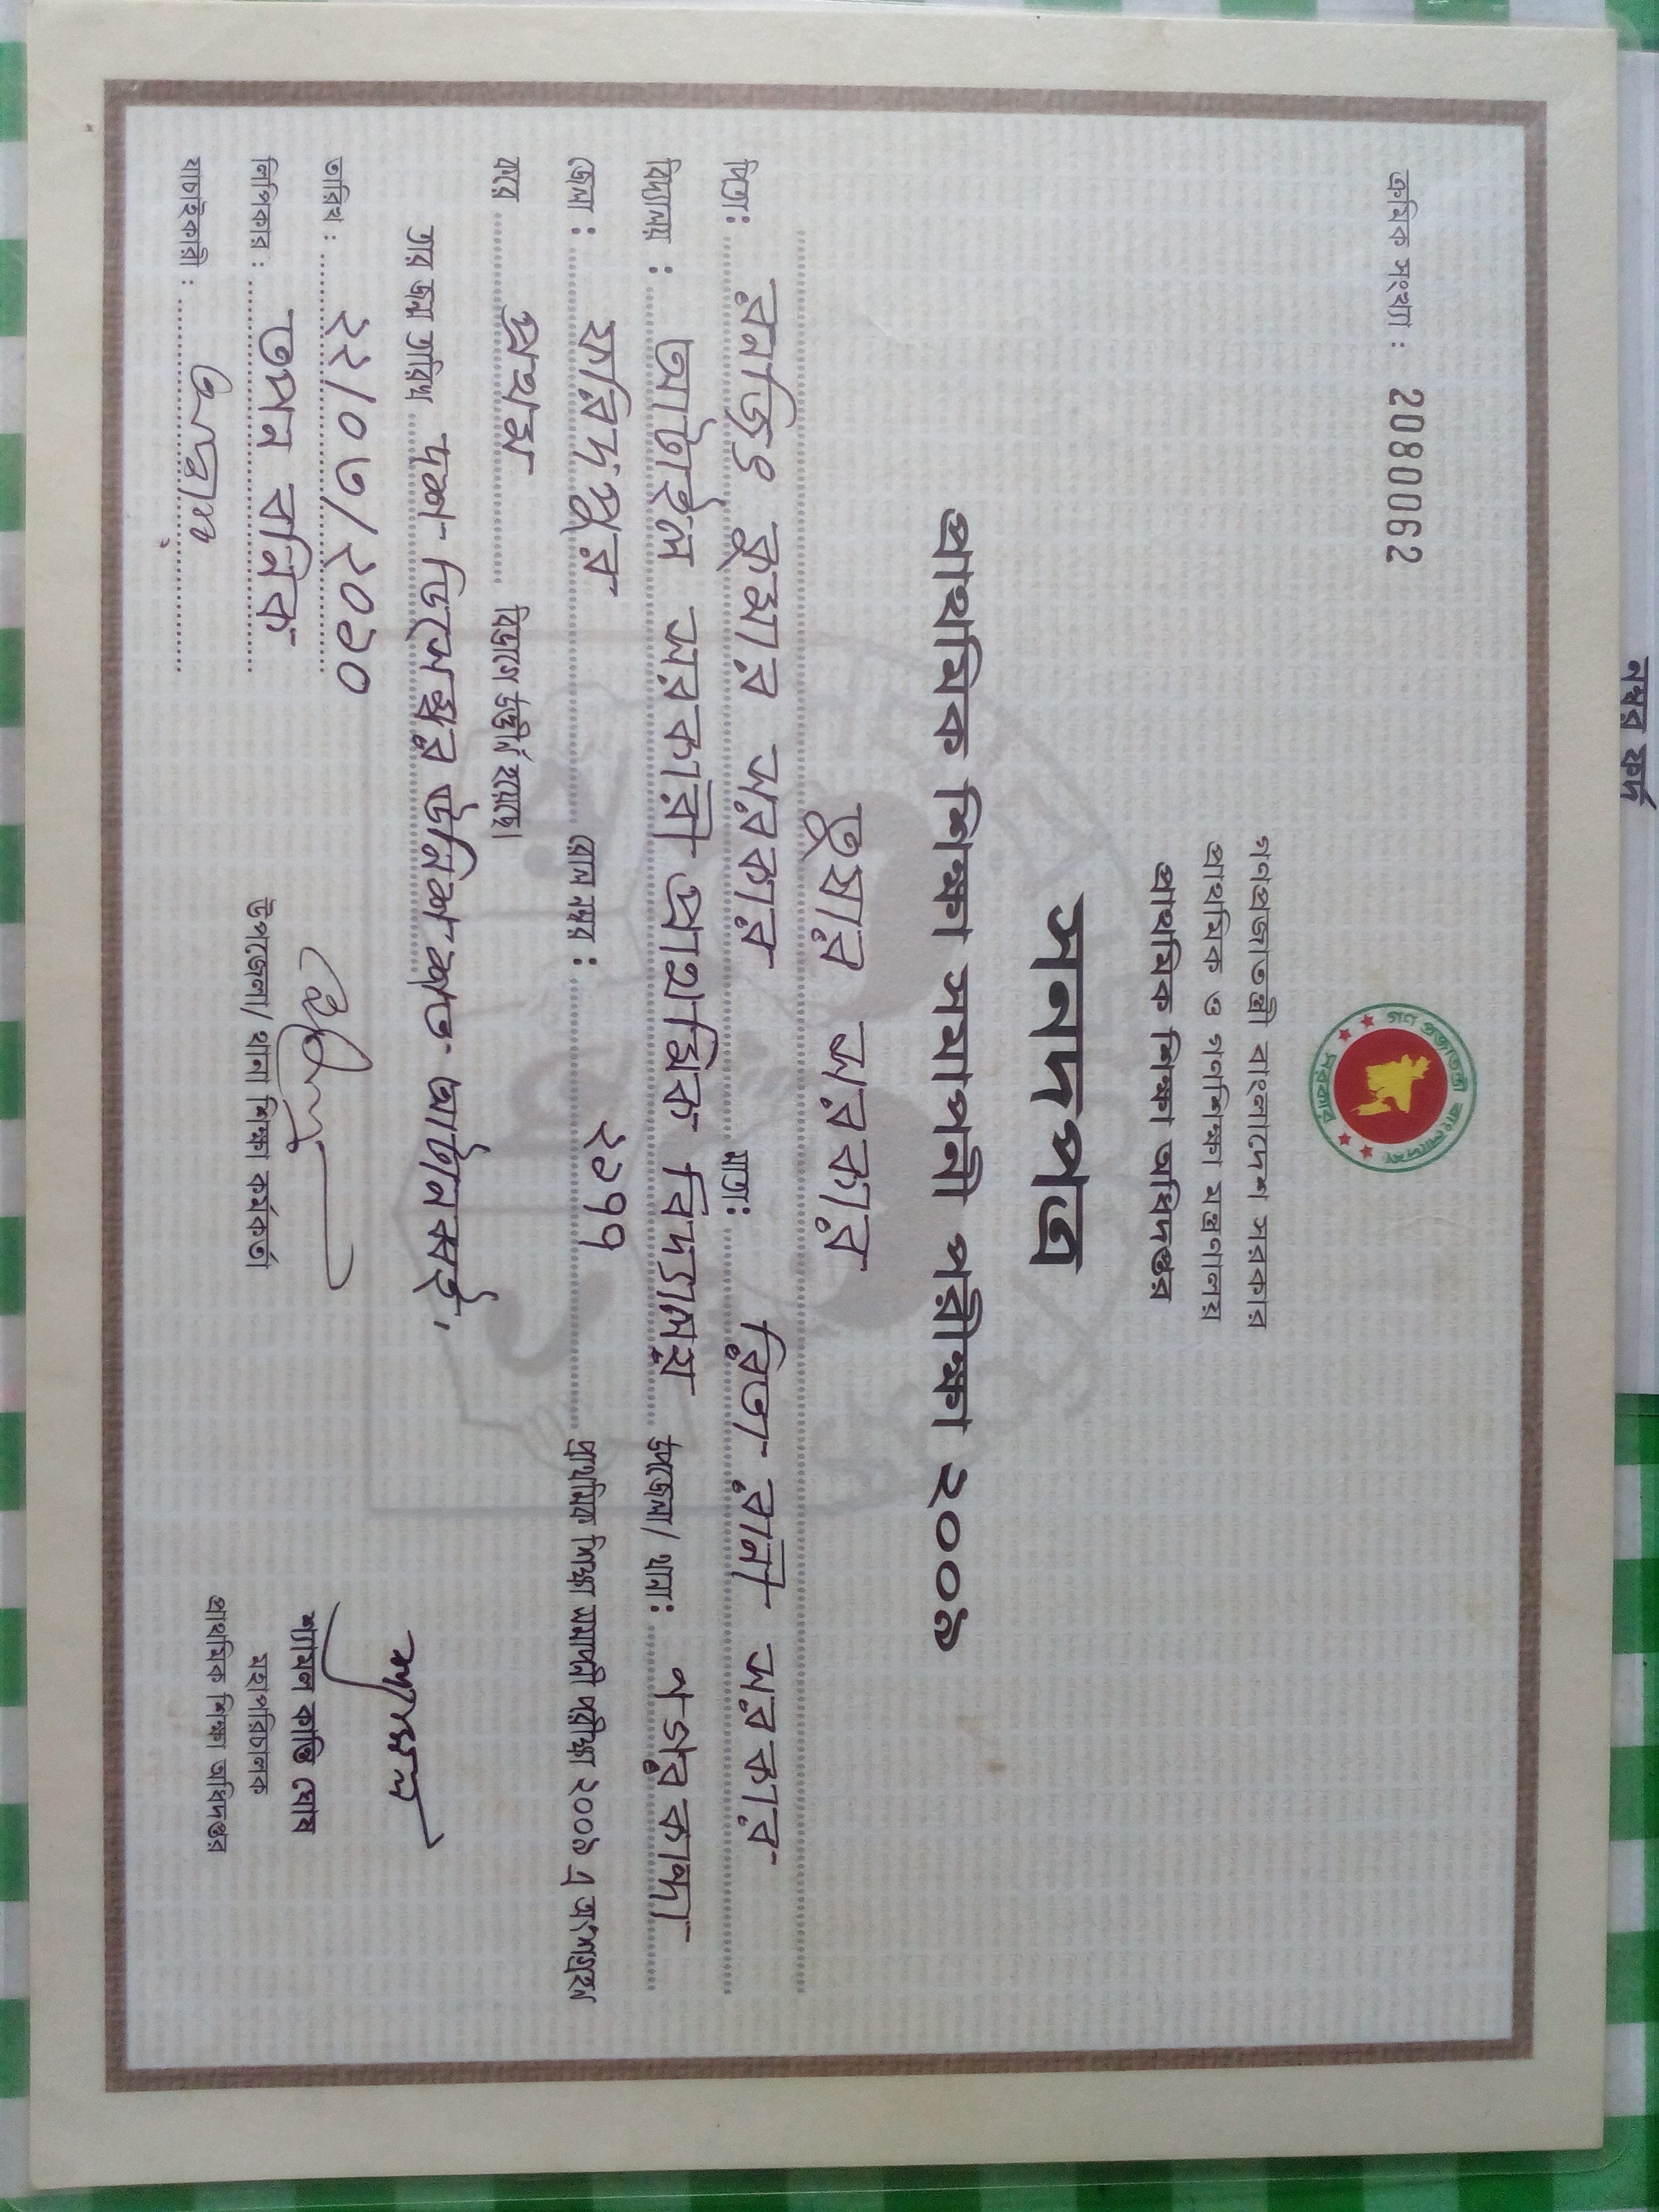 নম্বর ফর্দ
ক্রমিক সংখ্যা : 2080062
গণ প্রজাতন্ত্রী বাংলাদেশ
সরকার
গণপ্রজাতন্ত্রী বাংলাদেশ সরকার
প্রাথমিক ও গণশিক্ষা মন্ত্রণালয়
প্রাথমিক শিক্ষা অধিদপ্তর
সনদপত্র
প্রাথমিক শিক্ষা সমাপনী পরীক্ষা ২০০৯
তুষার সরকার
পিতা: রনজিৎ কুমার সরকার মাতা: রিতা রানী সরকার
বিদ্যালয় : আটাইল সরকারী প্রাথমিক বিদ্যালয় উপজেলা/ থানা: নগরকান্দা
জেলা : ফরিদপুর রোল নম্বর : ২১৭৭ প্রাথমিক শিক্ষা সমাপনী পরীক্ষা ২০০৯ এ অংশগ্রহন
করে প্রথম বিভাগে উত্তীর্ন হয়েছে।
তার জন্ম তারিখ দশ ডিসেম্বর উনিশ শত আটানব্বই।
শ্যামল
তারিখ : ২২/০৩/২০১০
শ্যামল কান্তি ঘোষ
লিপিকার : তপন বনিক উপজেলা/ থানা শিক্ষা কর্মকর্তা মহাপরিচালক
প্রাথমিক শিক্ষা অধিদপ্তর
যাচাইকারী :